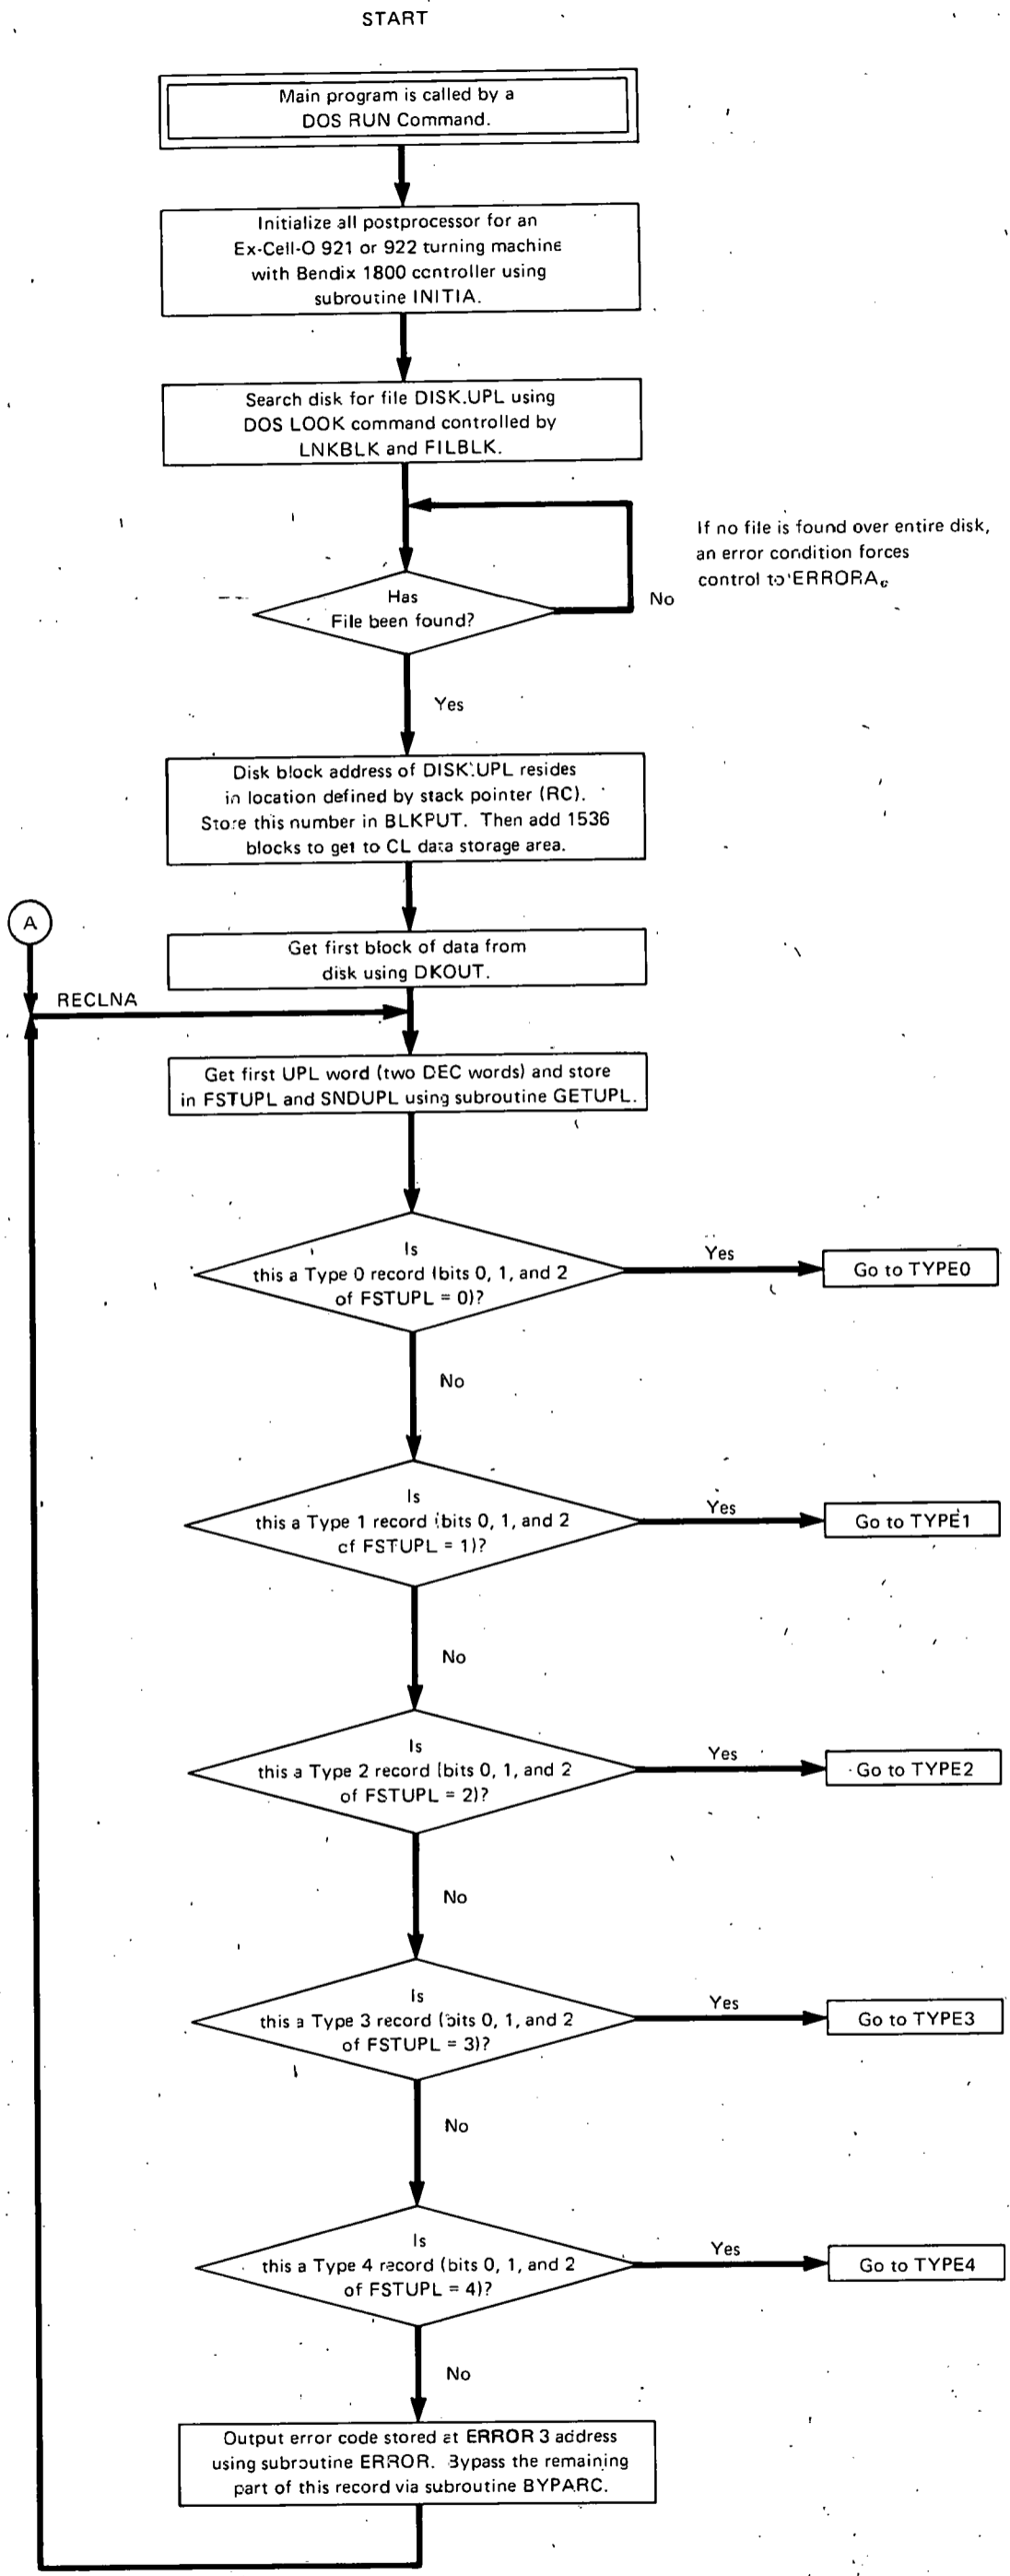 START
Main program is called by a
DOS RUN Command.
Initialize all postprocessor for an
Ex-Cell-O 921 or 922 turning machine
with Bendix 1800 controller using
subroutine INITIA.
Search disk for file DISK.UPL using
DOS LOOK command controlled by
LNKBLK and FILBLK.
If no file is found over entire disk,
an error condition forces
control to ERRORA.
Has
File been found?
No
Yes
Disk block address of DISK.UPL resides
in location defined by stack pointer (RC).
Store this number in BLKPUT. Then add 1536
blocks to get to CL data storage area.
A
Get first block of data from
disk using DKOUT.
RECLNA
Get first UPL word (two DEC words) and store
in FSTUPL and SNDUPL using subroutine GETUPL.
Is
this a Type 0 record (bits 0, 1, and 2
of FSTUPL = 0)?
Yes
Go to TYPE0
No
Is
this a Type 1 record (bits 0, 1, and 2
of FSTUPL = 1)?
Yes
Go to TYPE1
No
Is
this a Type 2 record (bits 0, 1, and 2
of FSTUPL = 2)?
Yes
Go to TYPE2
No
Is
this a Type 3 record (bits 0, 1, and 2
of FSTUPL = 3)?
Yes
Go to TYPE3
No
Is
this a Type 4 record (bits 0, 1, and 2
of FSTUPL = 4)?
Yes
Go to TYPE4
No
Output error code stored at ERROR 3 address
using subroutine ERROR. Bypass the remaining
part of this record via subroutine BYPARC.